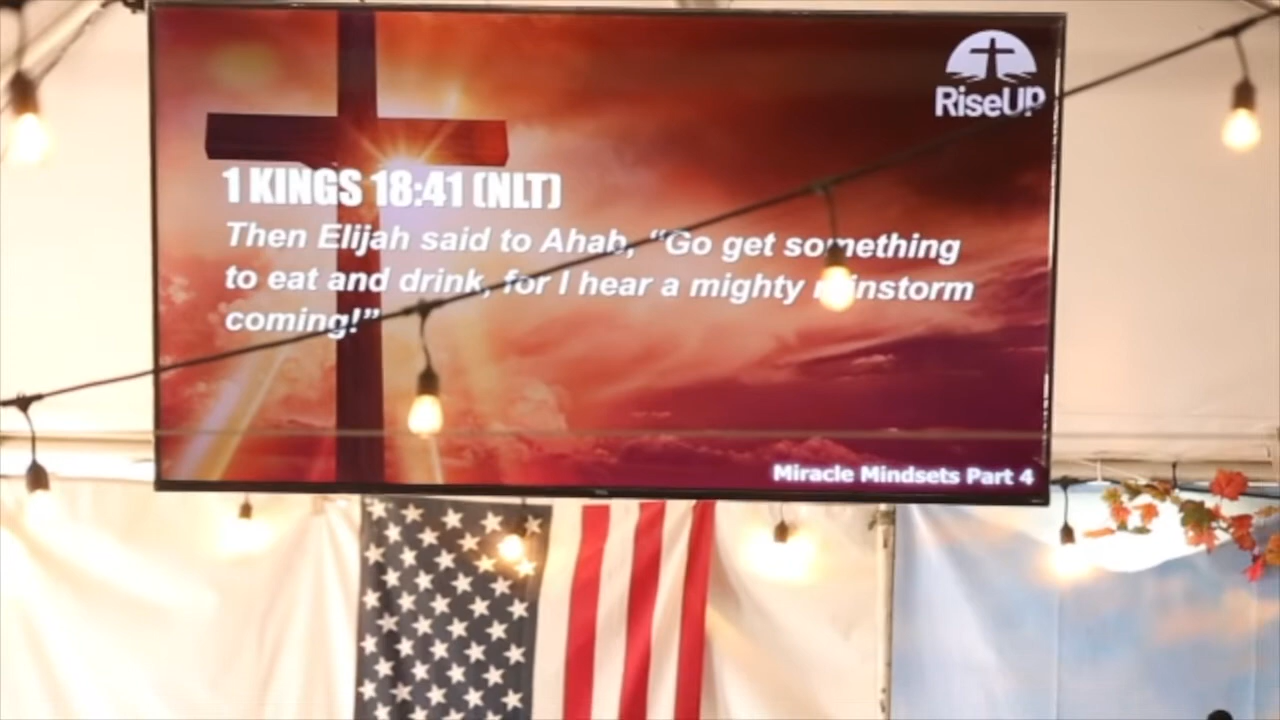 RiseUP
1 KINGS 18:41 (NLT)
Then Elijah said to Ahab, “Go get something
to eat and drink, for I hear a mighty rainstorm
coming!”
Miracle Mindsets Part 4